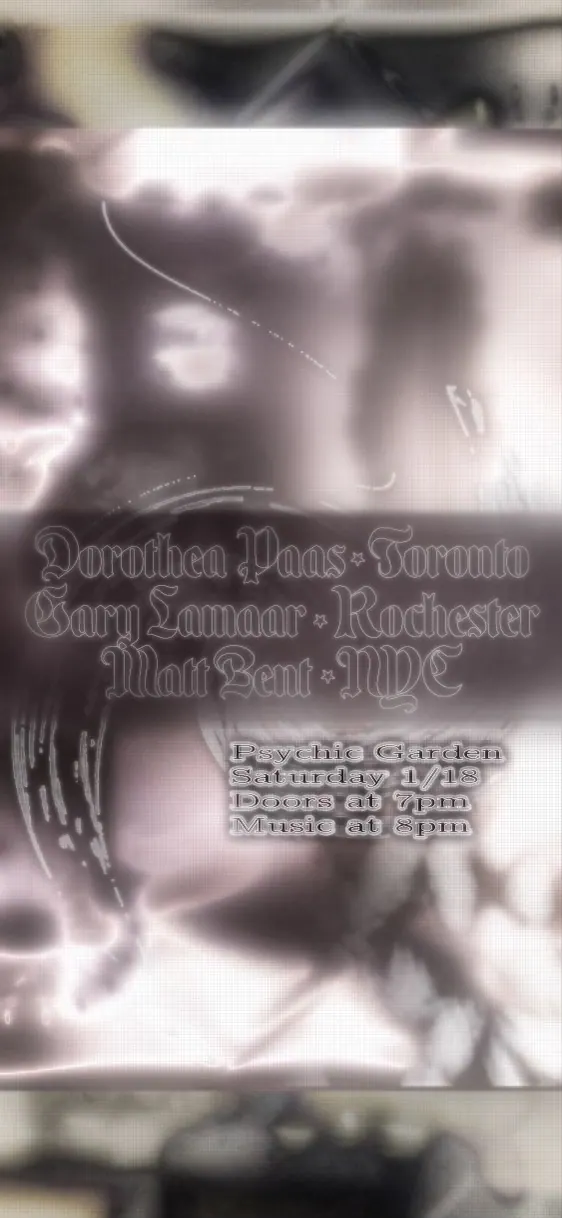 Dorothea Paas ☆ Toronto
Gary Lamaar ☆ Rochester
Matt Bent ☆ NYC
Psychic Garden
Saturday 1/18
Doors at 7pm
Music at 8pm